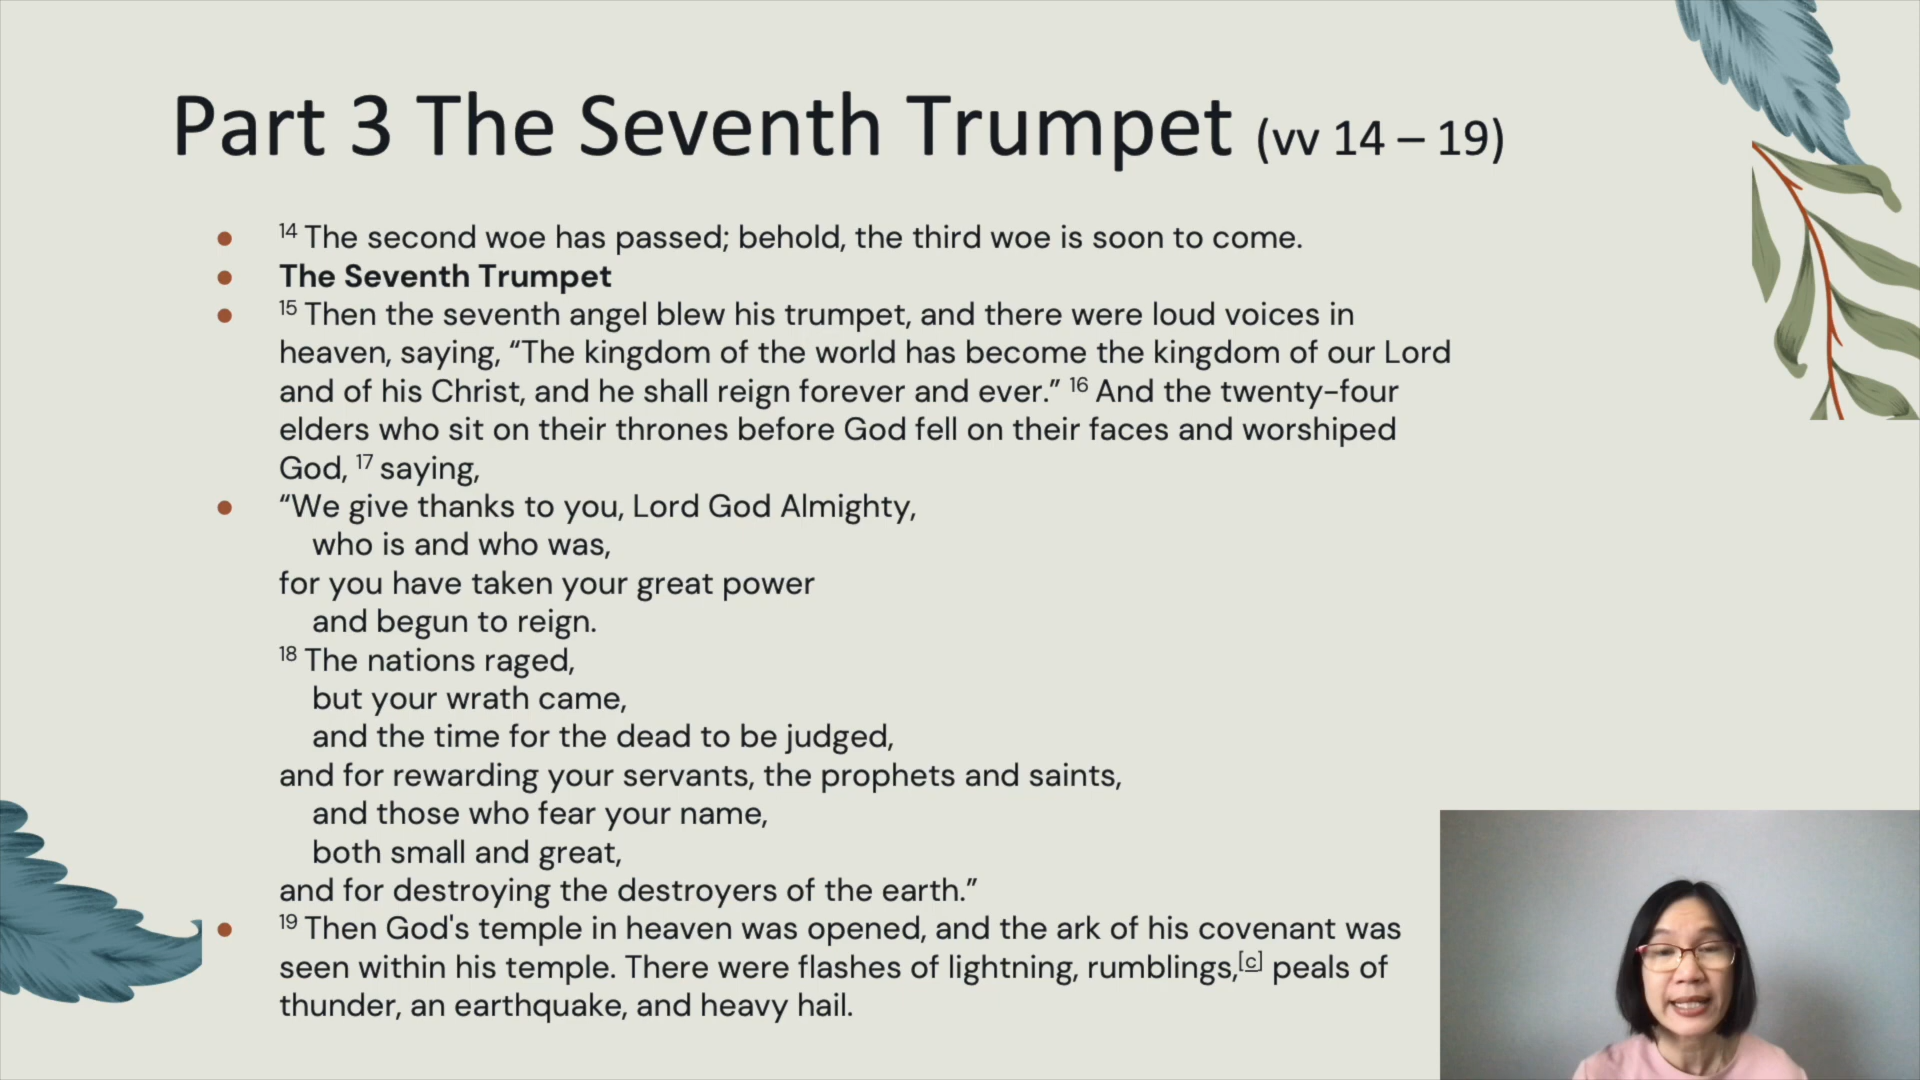 Part 3 The Seventh Trumpet (vv 14 – 19)
● 14 The second woe has passed; behold, the third woe is soon to come.
● The Seventh Trumpet
● 15 Then the seventh angel blew his trumpet, and there were loud voices in
heaven, saying, “The kingdom of the world has become the kingdom of our Lord
and of his Christ, and he shall reign forever and ever.” 16 And the twenty-four
elders who sit on their thrones before God fell on their faces and worshiped
God, 17 saying,
● “We give thanks to you, Lord God Almighty,
who is and who was,
for you have taken your great power
and begun to reign.
18 The nations raged,
but your wrath came,
and the time for the dead to be judged,
and for rewarding your servants, the prophets and saints,
and those who fear your name,
both small and great,
and for destroying the destroyers of the earth.”
● 19 Then God's temple in heaven was opened, and the ark of his covenant was
seen within his temple. There were flashes of lightning, rumblings,[c] peals of
thunder, an earthquake, and heavy hail.